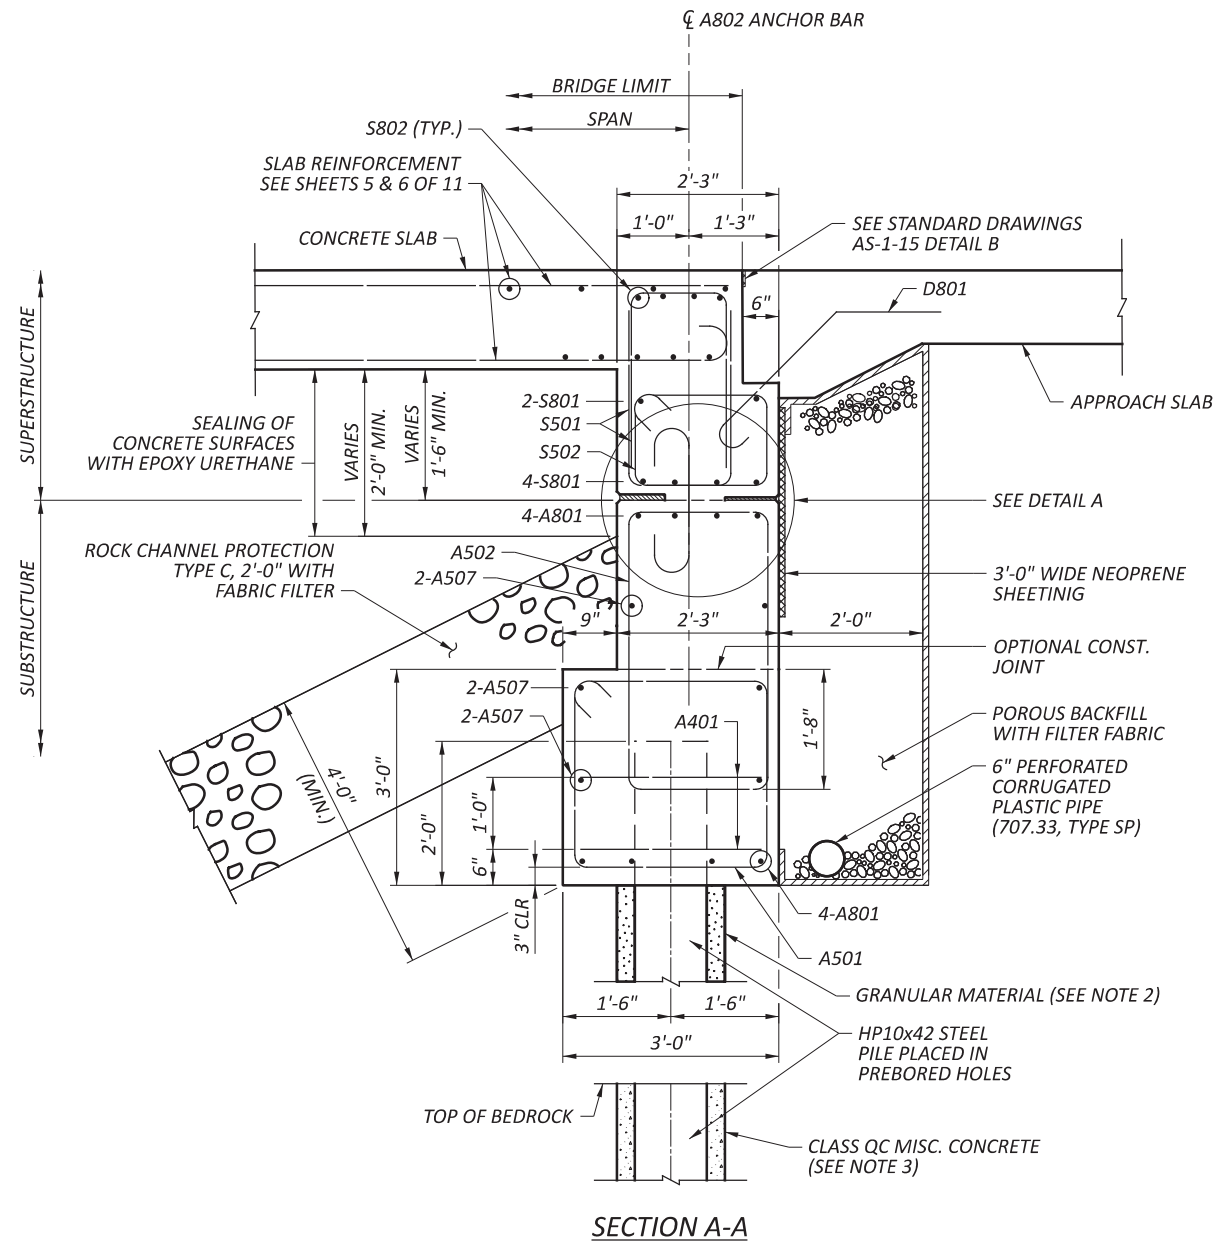 ℄ A802 ANCHOR BAR
BRIDGE LIMIT
SPAN
S802 (TYP.)
SLAB REINFORCEMENT
SEE SHEETS 5 & 6 OF 11
2'-3"
1'-0"
1'-3"
SEE STANDARD DRAWINGS
AS-1-15 DETAIL B
CONCRETE SLAB
D801
6"
SUPERSTRUCTURE
APPROACH SLAB
SEALING OF
CONCRETE SURFACES
WITH EPOXY URETHANE
VARIES
2'-0" MIN.
VARIES
1'-6" MIN.
2-S801
S501
S502
4-S801
SEE DETAIL A
4-A801
ROCK CHANNEL PROTECTION
TYPE C, 2'-0" WITH
FABRIC FILTER
A502
2-A507
3'-0" WIDE NEOPRENE
SHEETINIG
SUBSTRUCTURE
9"
2'-3"
2'-0"
OPTIONAL CONST.
JOINT
2-A507
2-A507
A401
1'-8"
POROUS BACKFILL
WITH FILTER FABRIC
4'-0"
(MIN.)
3'-0"
2'-0"
1'-0"
6"
6" PERFORATED
CORRUGATED
PLASTIC PIPE
(707.33, TYPE SP)
3" CLR
4-A801
A501
GRANULAR MATERIAL (SEE NOTE 2)
1'-6"
1'-6"
3'-0"
HP10x42 STEEL
PILE PLACED IN
PREBORED HOLES
TOP OF BEDROCK
CLASS QC MISC. CONCRETE
(SEE NOTE 3)
SECTION A-A